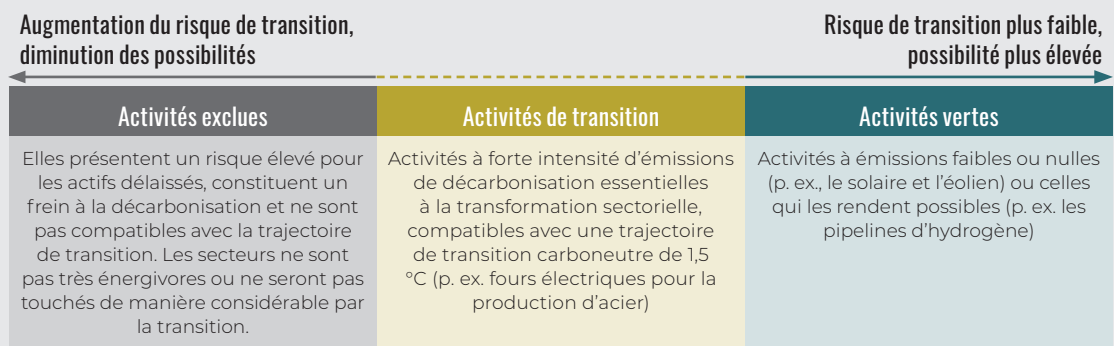 Augmentation du risque de transition,
diminution des possibilités
Risque de transition plus faible,
possibilité plus élevée
Activités exclues
Elles présentent un risque élevé pour
les actifs délaissés, constituent un
frein à la décarbonisation et ne sont
pas compatibles avec la trajectoire
de transition. Les secteurs ne sont
pas très énergivores ou ne seront pas
touchés de manière considérable par
la transition.
Activités de transition
Activités à forte intensité d’émissions
de décarbonisation essentielles
à la transformation sectorielle,
compatibles avec une trajectoire
de transition carboneutre de 1,5
°C (p. ex. fours électriques pour la
production d’acier)
Activités vertes
Activités à émissions faibles ou nulles
(p. ex., le solaire et l’éolien) ou celles
qui les rendent possibles (p. ex. les
pipelines d’hydrogène)